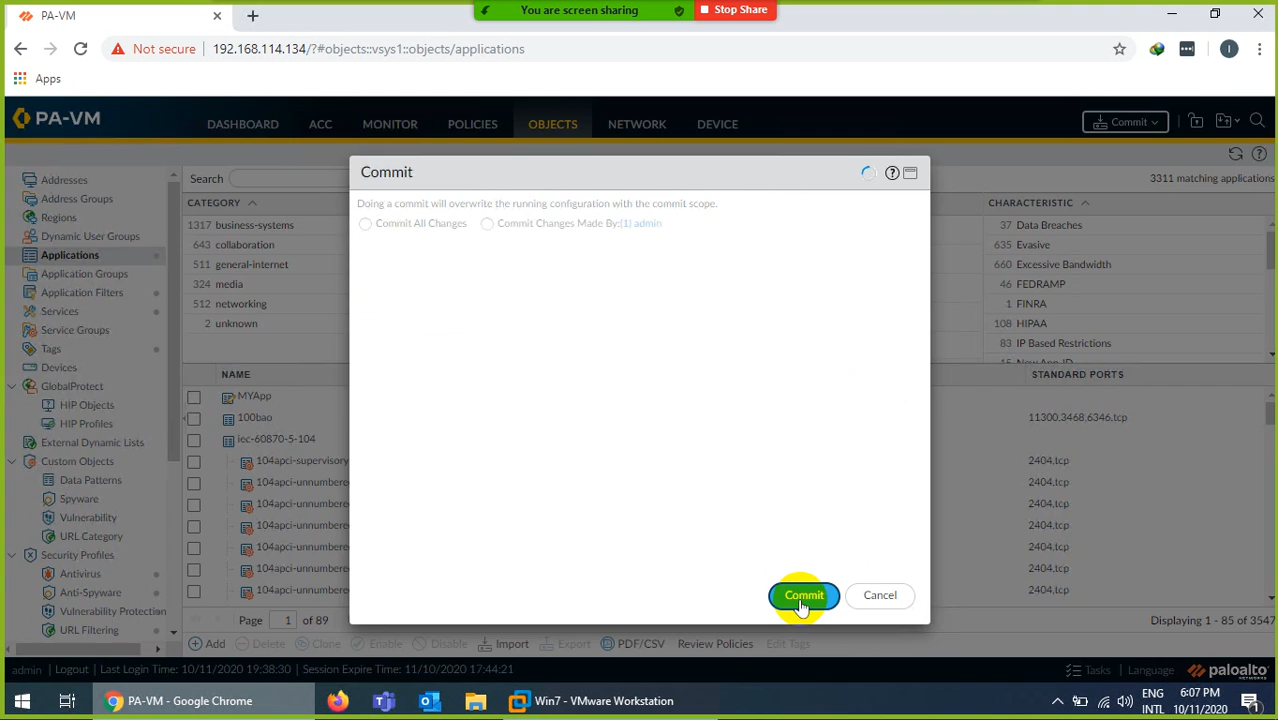 You are screen sharing
Stop Share
PA-VM
Not secure
192.168.114.134/?#objects::vsys1::objects/applications
Apps
PA-VM
DASHBOARD
ACC
MONITOR
POLICIES
OBJECTS
NETWORK
DEVICE
Commit
3311 matching applications
Addresses
Address Groups
Regions
Dynamic User Groups
Applications
Application Groups
Application Filters
Services
Service Groups
Tags
Devices
GlobalProtect
HIP Objects
HIP Profiles
External Dynamic Lists
Custom Objects
Data Patterns
Spyware
Vulnerability
URL Category
Security Profiles
Antivirus
Anti-Spyware
Vulnerability Protection
URL Filtering
Search
CATEGORY
1317 business-systems
643 collaboration
511 general-internet
324 media
512 networking
2 unknown
CHARACTERISTIC
37 Data Breaches
635 Evasive
660 Excessive Bandwidth
46 FEDRAMP
1 FINRA
108 HIPAA
83 IP Based Restrictions
15 New App-ID
Commit
Doing a commit will overwrite the running configuration with the commit scope.
Commit All Changes
Commit Changes Made By:(1) admin
Commit
Cancel
NAME
STANDARD PORTS
MYApp
100bao
11300,3468,6346,tcp
iec-60870-5-104
104apci-supervisory
2404,tcp
104apci-unnumbere
2404,tcp
104apci-unnumbere
2404,tcp
104apci-unnumbere
2404,tcp
104apci-unnumbere
2404,tcp
104apci-unnumbere
2404,tcp
104apci-unnumbere
2404,tcp
Page 1 of 89
Displaying 1 - 85 of 3547
Add
Delete
Clone
Enable
Disable
Import
Export
PDF/CSV
Review Policies
Edit Tags
admin | Logout | Last Login Time: 10/11/2020 19:38:30 | Session Expire Time: 11/10/2020 17:44:21
Tasks | Language
paloalto
NETWORKS
PA-VM - Google Chrome
Win7 - VMware Workstation
ENG
INTL
6:07 PM
10/11/2020
1